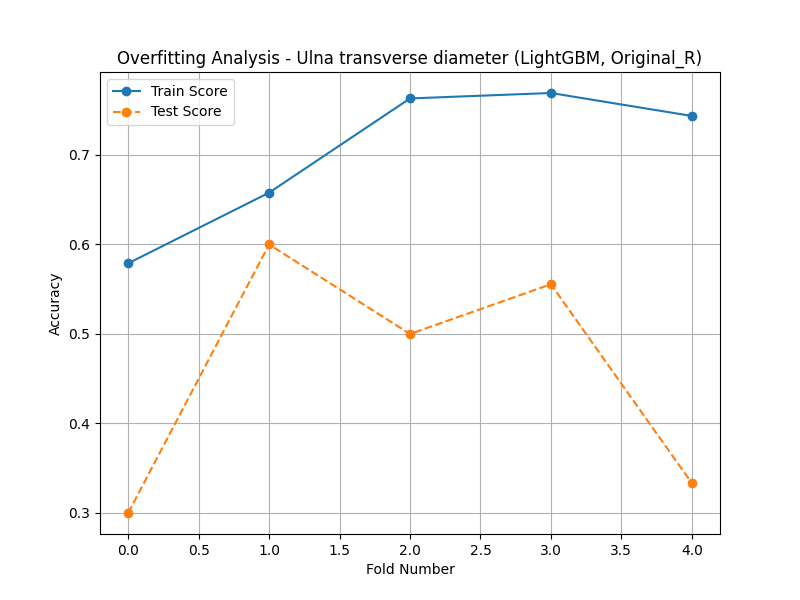 Overfitting Analysis - Ulna transverse diameter (LightGBM, Original_R)
Train Score
Test Score
Accuracy
0.7
0.6
0.5
0.4
0.3
0.0 0.5 1.0 1.5 2.0 2.5 3.0 3.5 4.0
Fold Number